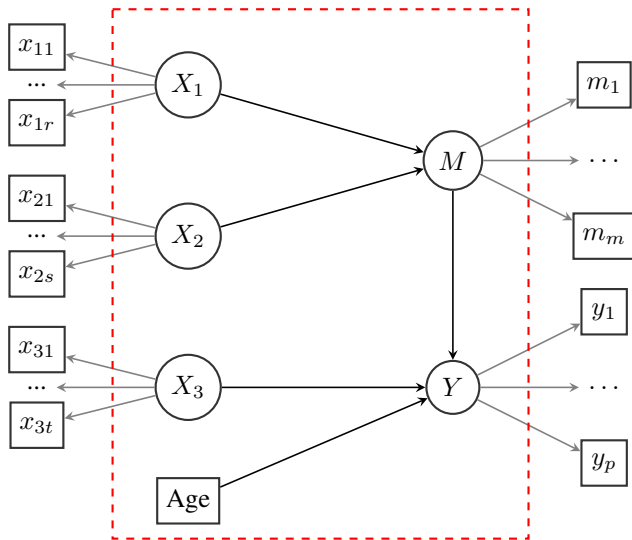 x₁₁
...
x₁ᵣ
X₁
m₁
M
...
mₘ
x₂₁
...
x₂ₛ
X₂
y₁
x₃₁
...
x₃ₜ
X₃
Y
...
yₚ
Age